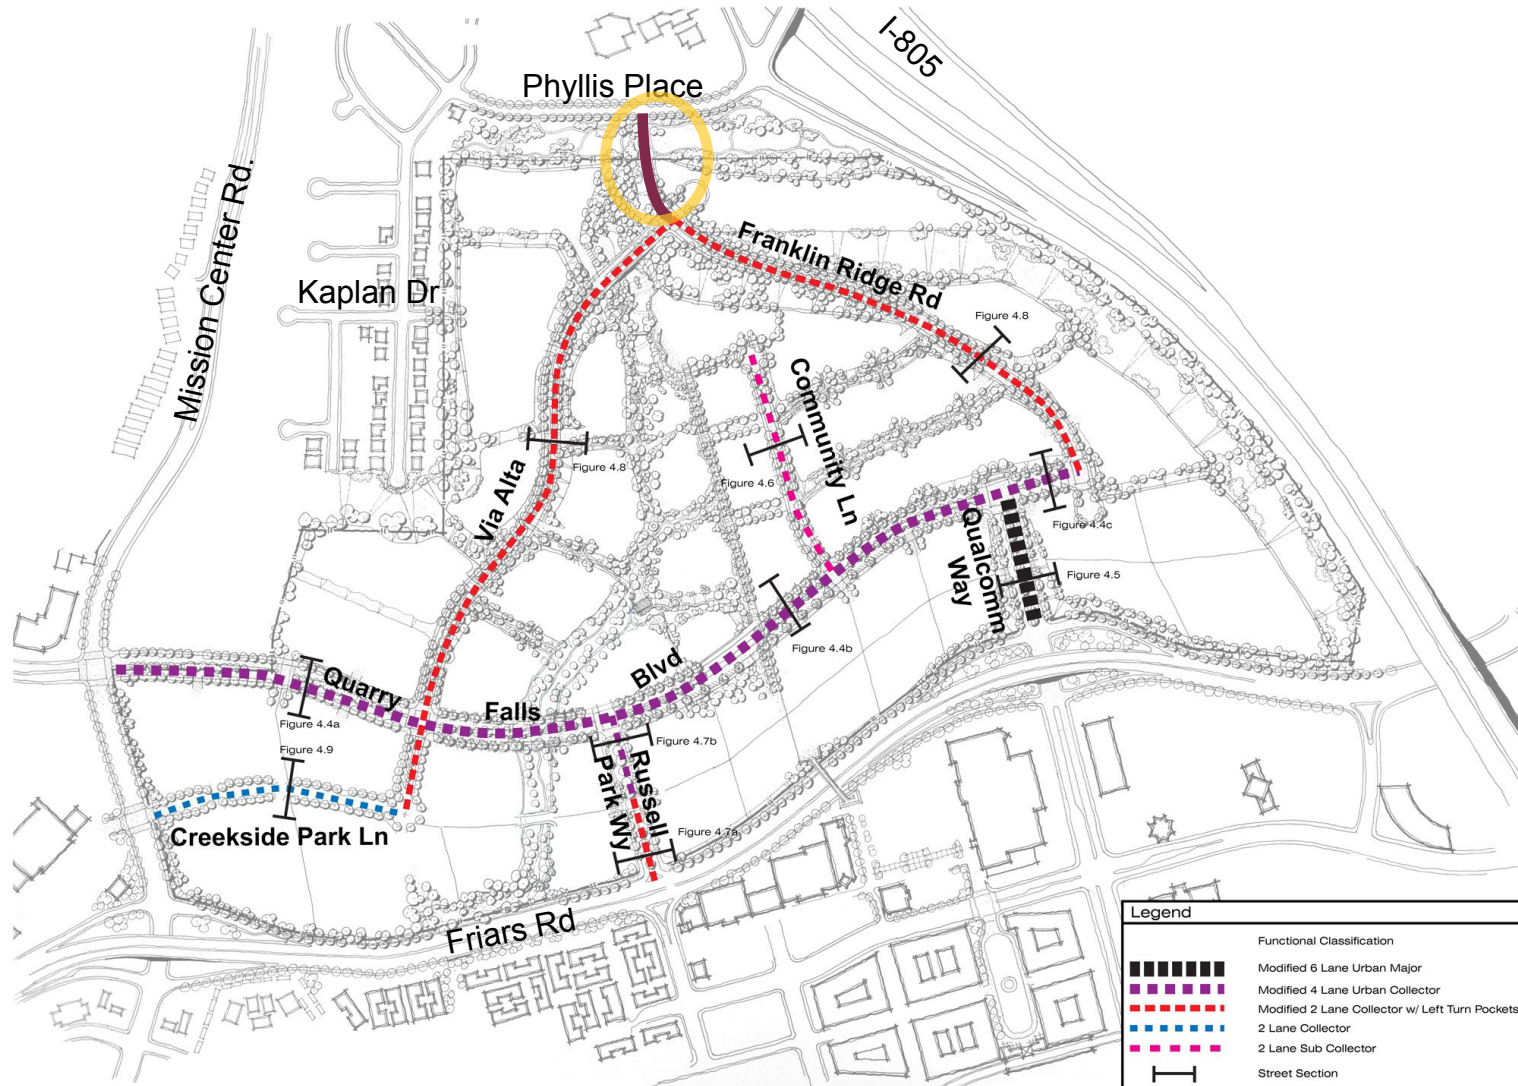 I-805
Phyllis Place
Mission Center Rd.
Franklin Ridge Rd
Kaplan Dr
Figure 4.8
Community Ln
Via Alta
Figure 4.8
Figure 4.6
Qualcomm
Way
Figure 4.4c
Figure 4.5
Figure 4.4b
Quarry
Falls
Blvd
Figure 4.4a
Figure 4.7b
Figure 4.9
Russell
Park Wy
Creekside Park Ln
Figure 4.7a
Friars Rd
Legend
Functional Classification
Modified 6 Lane Urban Major
Modified 4 Lane Urban Collector
Modified 2 Lane Collector w/ Left Turn Pockets
2 Lane Collector
2 Lane Sub Collector
Street Section